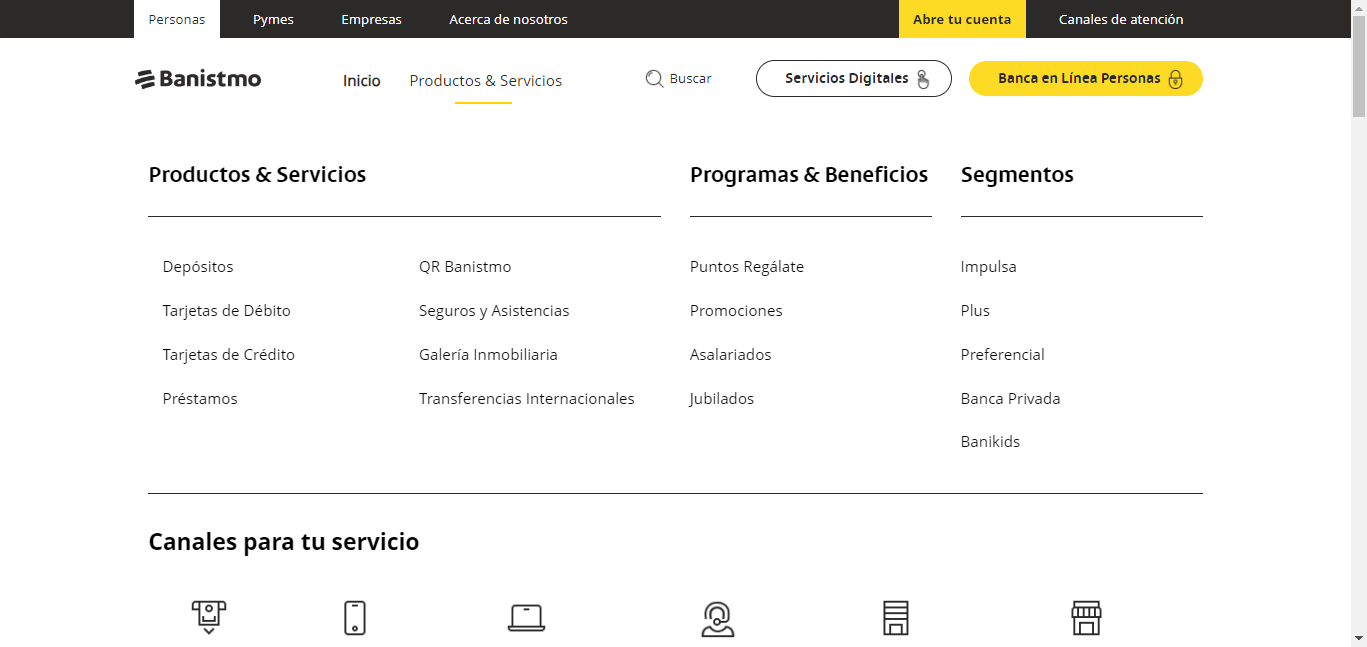 Personas
Pymes
Empresas
Acerca de nosotros
Abre tu cuenta
Canales de atención
Banistmo
Inicio
Productos & Servicios
Buscar
Servicios Digitales
Banca en Línea Personas
Productos & Servicios
Depósitos
Tarjetas de Débito
Tarjetas de Crédito
Préstamos
QR Banistmo
Seguros y Asistencias
Galería Inmobiliaria
Transferencias Internacionales
Programas & Beneficios
Puntos Regálate
Promociones
Asalariados
Jubilados
Segmentos
Impulsa
Plus
Preferencial
Banca Privada
Banikids
Canales para tu servicio